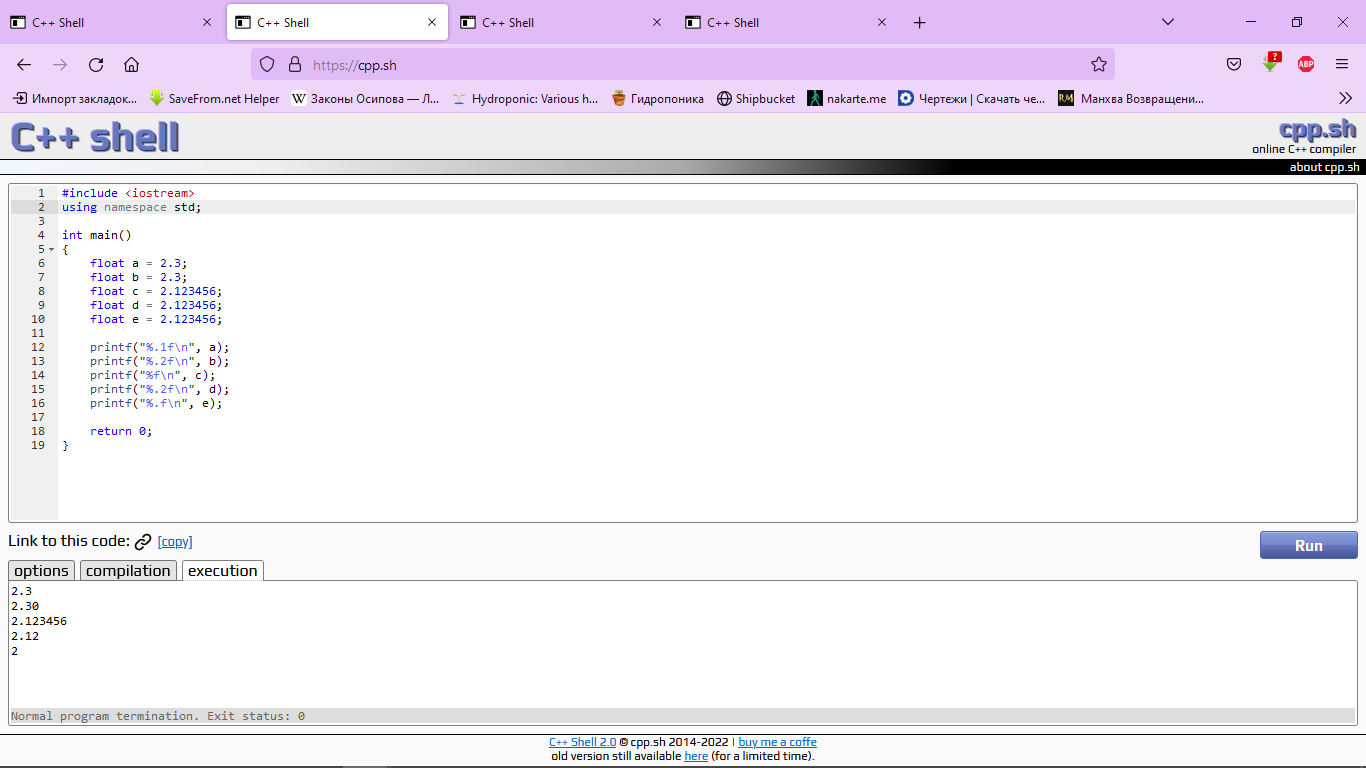 C++ Shell
C++ Shell
C++ Shell
C++ Shell
https://cpp.sh
?
ABP
Импорт закладок...
SaveFrom.net Helper
W Законы Осипова — Л...
Hydroponic: Various h...
Гидропоника
Shipbucket
nakarte.me
Чертежи | Скачать че...
RM Манхва Возвращени...
C++ shell
cpp.sh
online C++ compiler
about cpp.sh
1 #include <iostream>
2 using namespace std;
3
4 int main()
5 {
6 float a = 2.3;
7 float b = 2.3;
8 float c = 2.123456;
9 float d = 2.123456;
10 float e = 2.123456;
11
12 printf("%.1f\n", a);
13 printf("%.2f\n", b);
14 printf("%f\n", c);
15 printf("%.2f\n", d);
16 printf("%.f\n", e);
17
18 return 0;
19 }
Link to this code: [copy]
Run
options compilation execution
2.3
2.30
2.123456
2.12
2
Normal program termination. Exit status: 0
C++ Shell 2.0 © cpp.sh 2014-2022 | buy me a coffe
old version still available here (for a limited time).